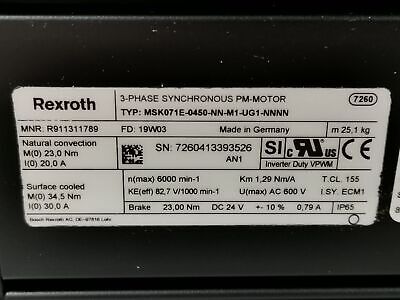 Rexroth
3-PHASE SYNCHRONOUS PM-MOTOR
7260
TYP: MSK071E-0450-NN-M1-UG1-NNNN
MNR: R911311789 FD: 19W03 Made in Germany m 25,1 kg
Natural convection
M(0) 23,0 Nm
I(0) 20,0 A
SN: 7260413393526
AN1
SI c RU US
Inverter Duty VPWM
Surface cooled
M(0) 34,5 Nm
I(0) 30,0 A
n(max) 6000 min-1 Km 1,29 Nm/A T.CL. 155
KE(eff) 82,7 V/1000 min-1 U(max) AC 600 V I.SY. ECM1
Brake 23,00 Nm DC 24 V +- 10 % 0,79 A IP65
Bosch Rexroth AG, DE-97816 Lohr